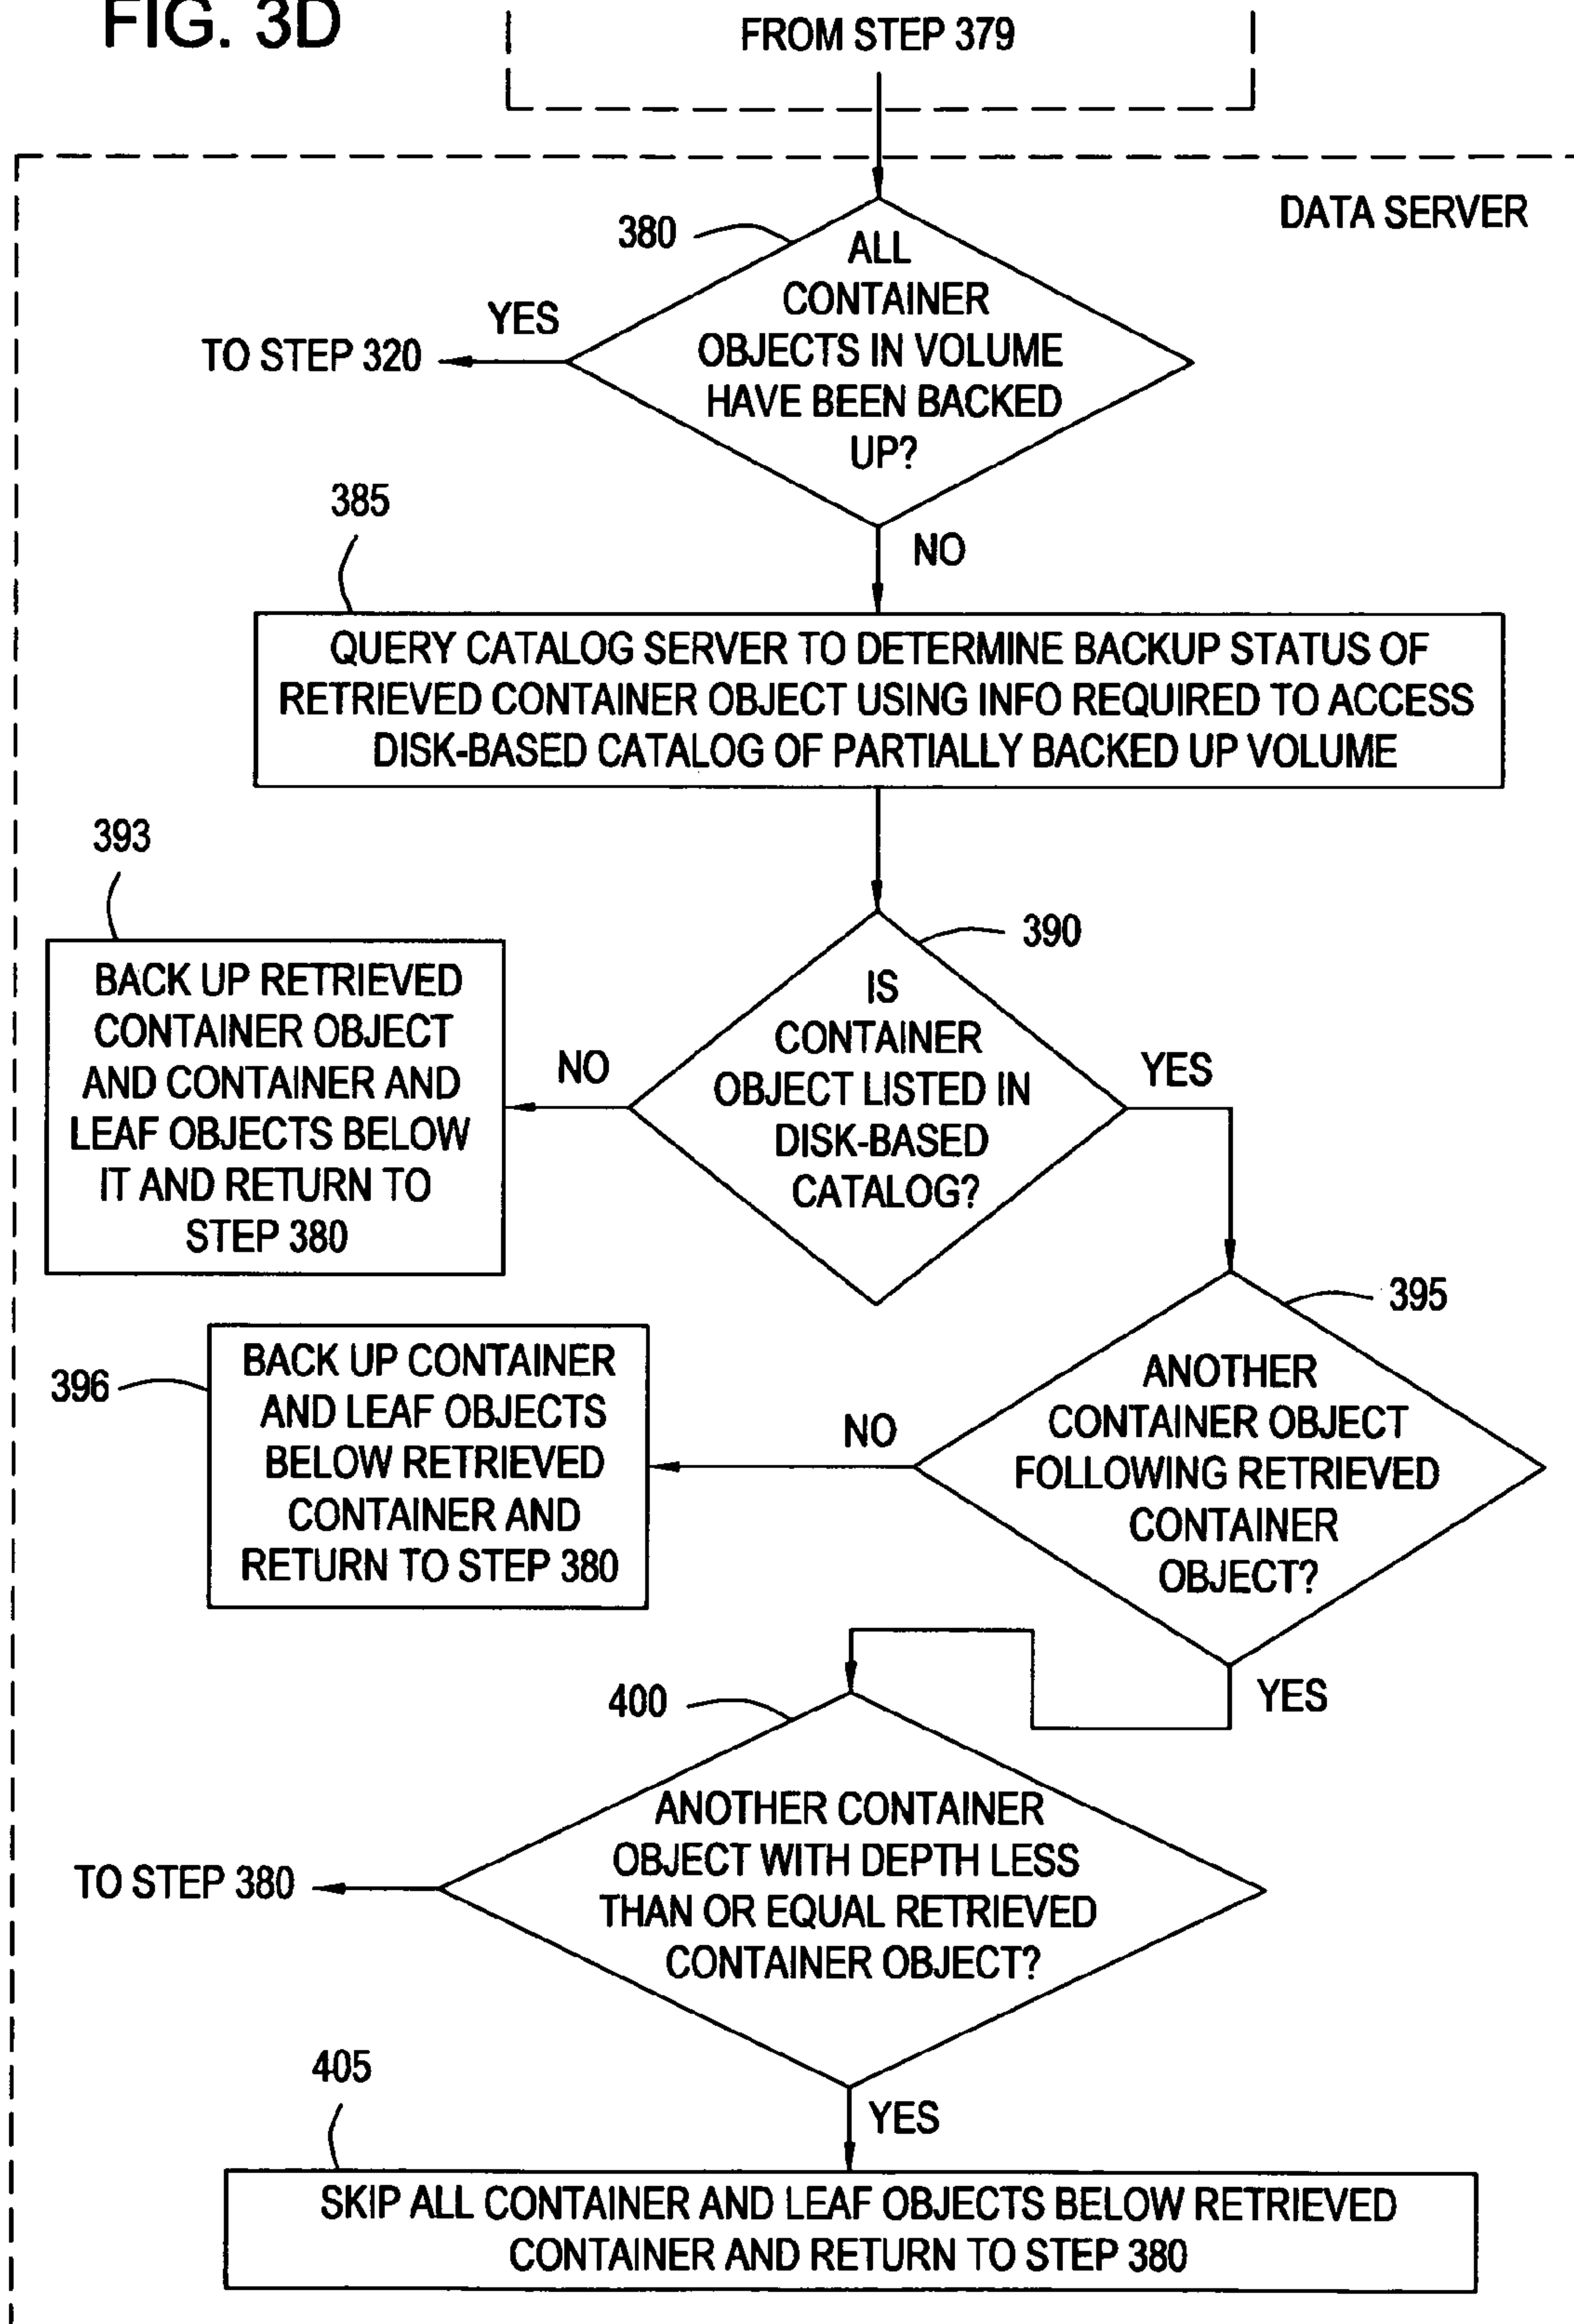 FIG. 3D
FROM STEP 379
DATA SERVER
380
ALL
CONTAINER
OBJECTS IN VOLUME
HAVE BEEN BACKED
UP?
YES
TO STEP 320
NO
385
QUERY CATALOG SERVER TO DETERMINE BACKUP STATUS OF
RETRIEVED CONTAINER OBJECT USING INFO REQUIRED TO ACCESS
DISK-BASED CATALOG OF PARTIALLY BACKED UP VOLUME
390
IS
CONTAINER
OBJECT LISTED IN
DISK-BASED
CATALOG?
NO
YES
393
BACK UP RETRIEVED
CONTAINER OBJECT
AND CONTAINER AND
LEAF OBJECTS BELOW
IT AND RETURN TO
STEP 380
395
ANOTHER
CONTAINER OBJECT
FOLLOWING RETRIEVED
CONTAINER
OBJECT?
NO
396
BACK UP CONTAINER
AND LEAF OBJECTS
BELOW RETRIEVED
CONTAINER AND
RETURN TO STEP 380
YES
400
ANOTHER CONTAINER
OBJECT WITH DEPTH LESS
THAN OR EQUAL RETRIEVED
CONTAINER OBJECT?
TO STEP 380
YES
405
SKIP ALL CONTAINER AND LEAF OBJECTS BELOW RETRIEVED
CONTAINER AND RETURN TO STEP 380